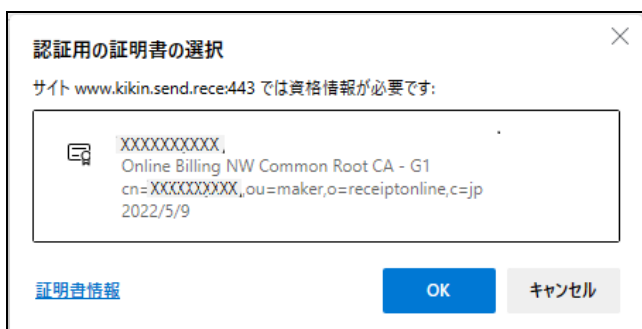 認証用の証明書の選択
サイト www.kikin.send.rece:443 では資格情報が必要です:
XXXXXXXXXX,
Online Billing NW Common Root CA - G1
cn=XXXXXXXXXX,ou=maker,o=receiptonline,c=jp
2022/5/9
証明書情報
OK
キャンセル